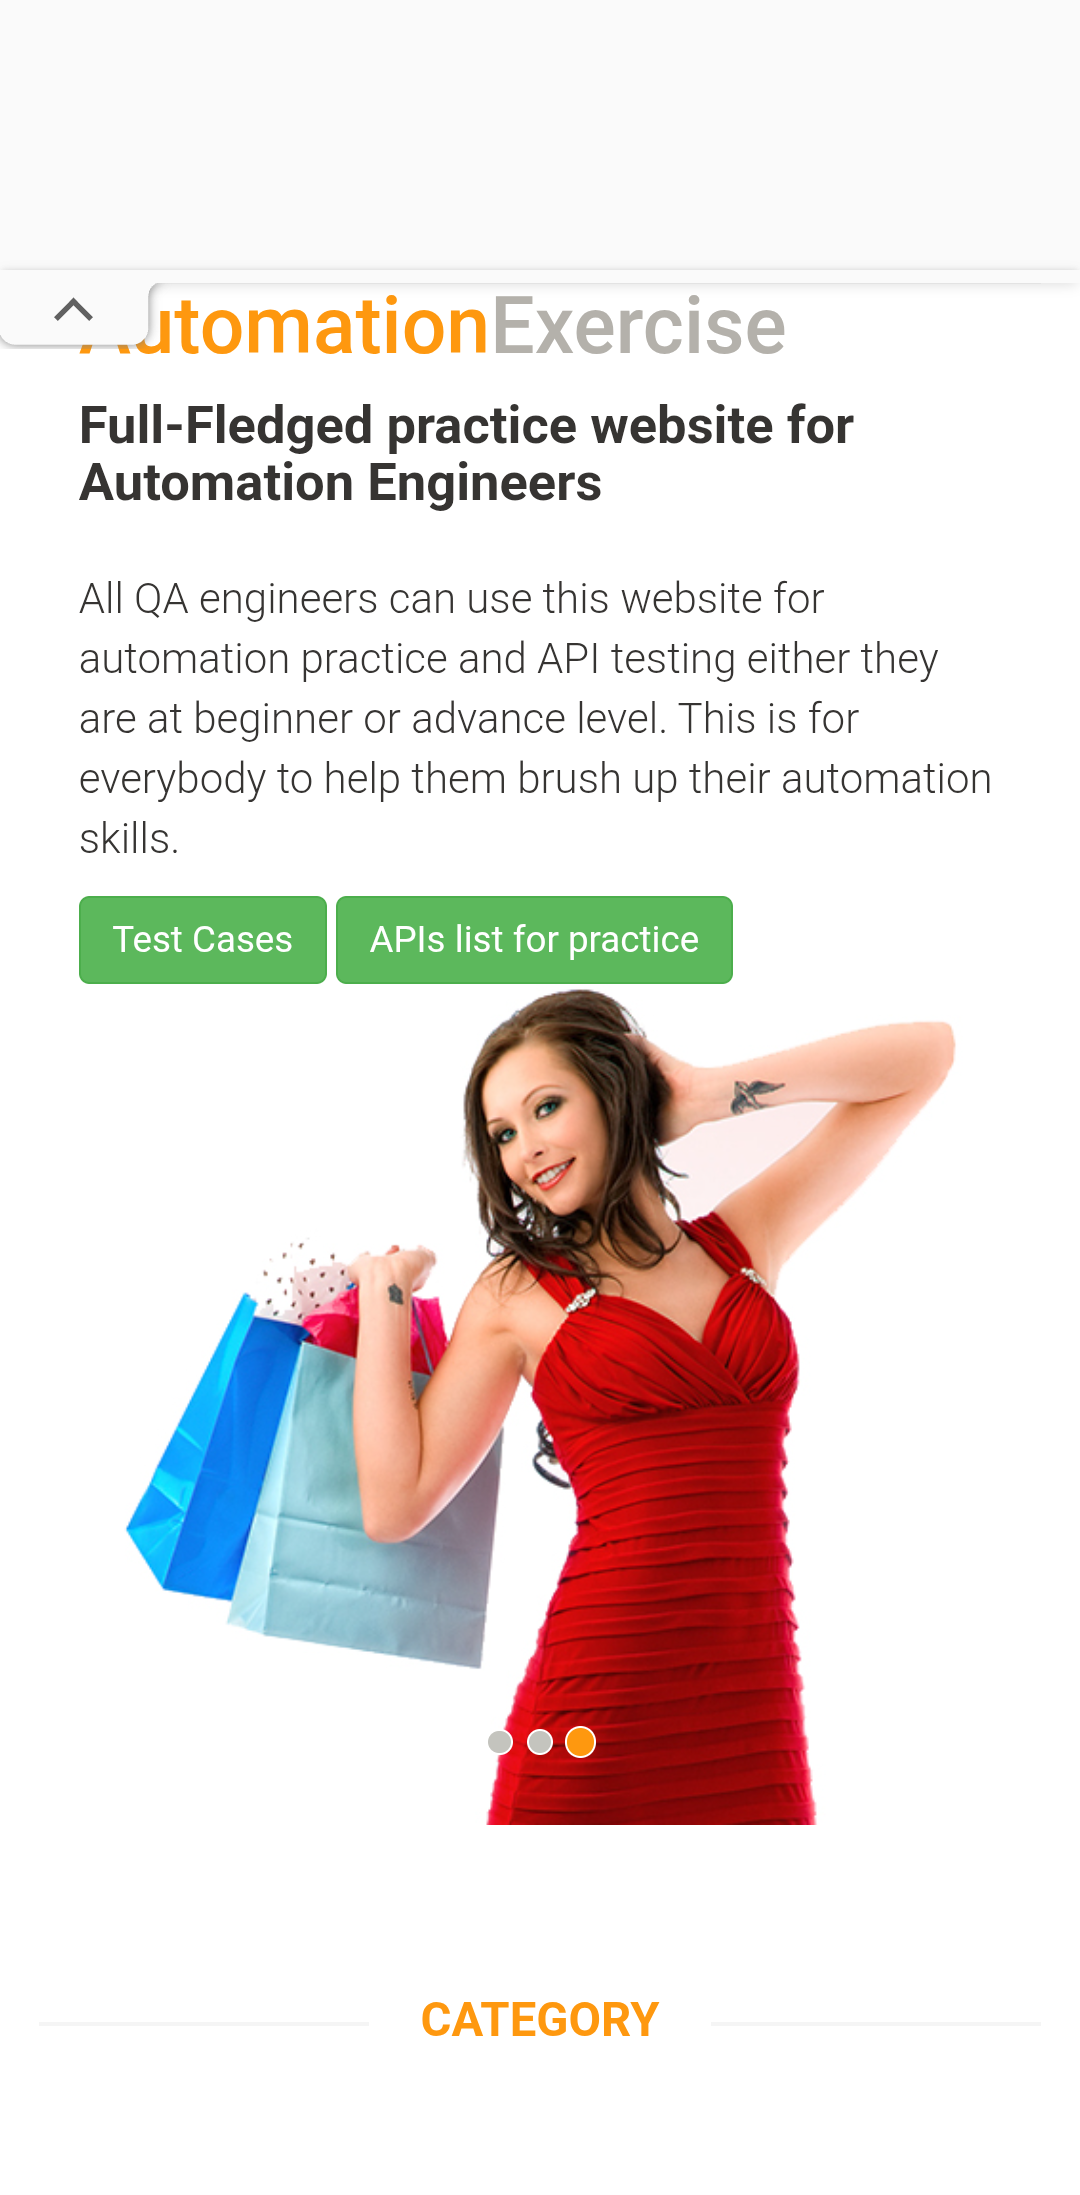 AutomationExercise
Full-Fledged practice website for
Automation Engineers
All QA engineers can use this website for
automation practice and API testing either they
are at beginner or advance level. This is for
everybody to help them brush up their automation
skills.
Test Cases APIs list for practice
CATEGORY